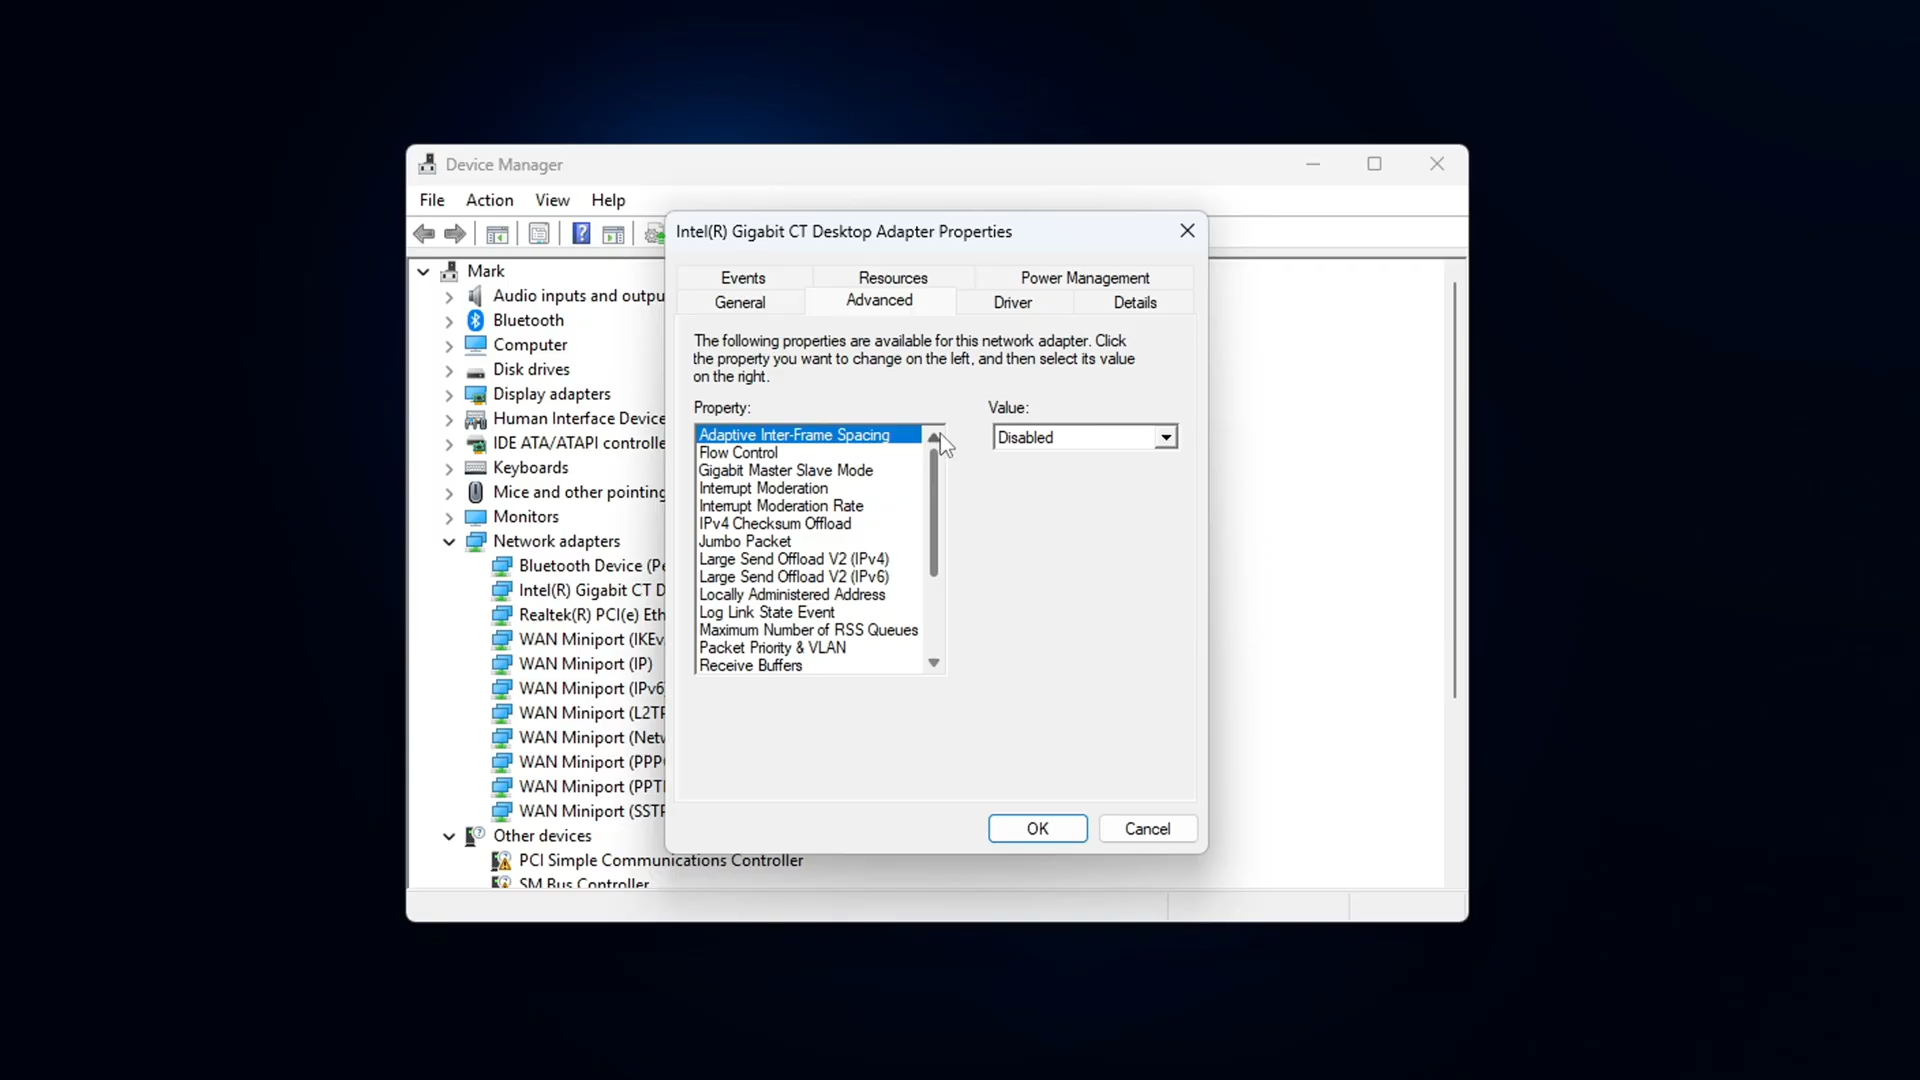 Device Manager
File Action View Help
Intel(R) Gigabit CT Desktop Adapter Properties
Events Resources Power Management
General Advanced Driver Details
The following properties are available for this network adapter. Click
the property you want to change on the left, and then select its value
on the right.
Property:
Value:
Adaptive Inter-Frame Spacing
Flow Control
Gigabit Master Slave Mode
Interrupt Moderation
Interrupt Moderation Rate
IPv4 Checksum Offload
Jumbo Packet
Large Send Offload V2 (IPv4)
Large Send Offload V2 (IPv6)
Locally Administered Address
Log Link State Event
Maximum Number of RSS Queues
Packet Priority & VLAN
Receive Buffers
Disabled
OK
Cancel
Mark
Audio inputs and outpu
Bluetooth
Computer
Disk drives
Display adapters
Human Interface Device
IDE ATA/ATAPI controlle
Keyboards
Mice and other pointing
Monitors
Network adapters
Bluetooth Device (Pe
Intel(R) Gigabit CT D
Realtek(R) PCI(e) Eth
WAN Miniport (IKEv
WAN Miniport (IP)
WAN Miniport (IPv6
WAN Miniport (L2TP
WAN Miniport (Netw
WAN Miniport (PPPO
WAN Miniport (PPTP
WAN Miniport (SSTP
Other devices
PCI Simple Communications Controller
SM Bus Controller